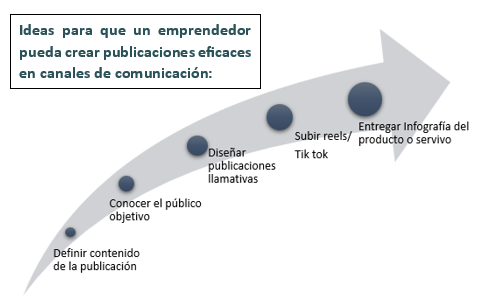 Ideas para que un emprendedor
pueda crear publicaciones eficaces
en canales de comunicación:
Definir contenido
de la publicación
Conocer el público
objetivo
Diseñar
publicaciones
llamativas
Subir reels/
Tik tok
Entregar Infografía del
producto o servivo